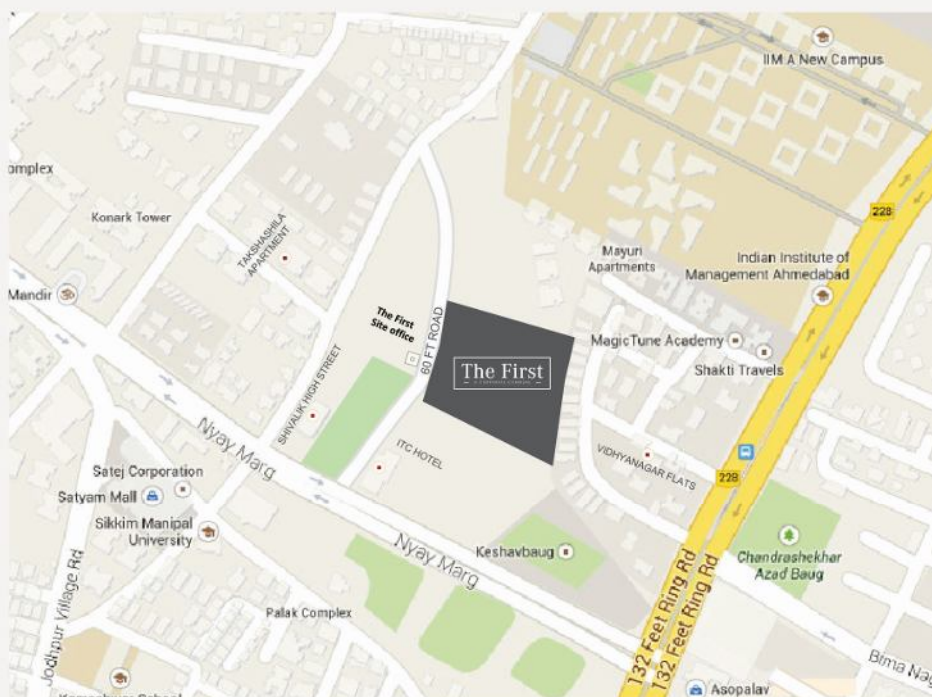 IIM A New Campus
omplex
Konark Tower
228
TAKSHASHILA
APARTMENT
Mayuri
Apartments
Indian Institute of
Management Ahmedabad
Mandir
The First
Site office
60 FT ROAD
MagicTune Academy
The First
Shakti Travels
SHIVALIK HIGH STREET
Nyay Marg
ITC HOTEL
VIDHYANAGAR FLATS
Satej Corporation
228
Satyam Mall
Sikkim Manipal
University
Nyay Marg
Keshavbaug
Chandrashekhar
Azad Baug
Jodhpur Village Rd
132 Feet Ring Rd
132 Feet Ring Rd
Palak Complex
Bima Nag
Asopalav